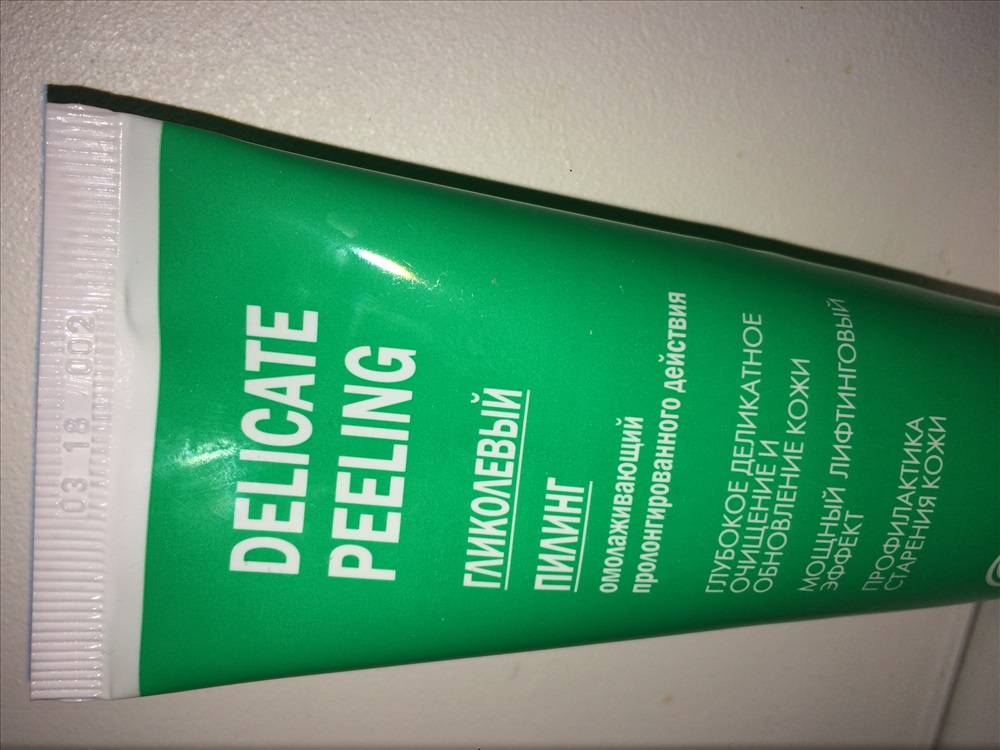 03 18 002
DELICATE
PEELING
ГЛИКОЛЕВЫЙ
ПИЛИНГ
омолаживающий
пролонгированного действия
ГЛУБОКОЕ ДЕЛИКАТНОЕ
ОЧИЩЕНИЕ И
ОБНОВЛЕНИЕ КОЖИ
МОЩНЫЙ ЛИФТИНГОВЫЙ
ЭФФЕКТ
ПРОФИЛАКТИКА
СТАРЕНИЯ КОЖИ